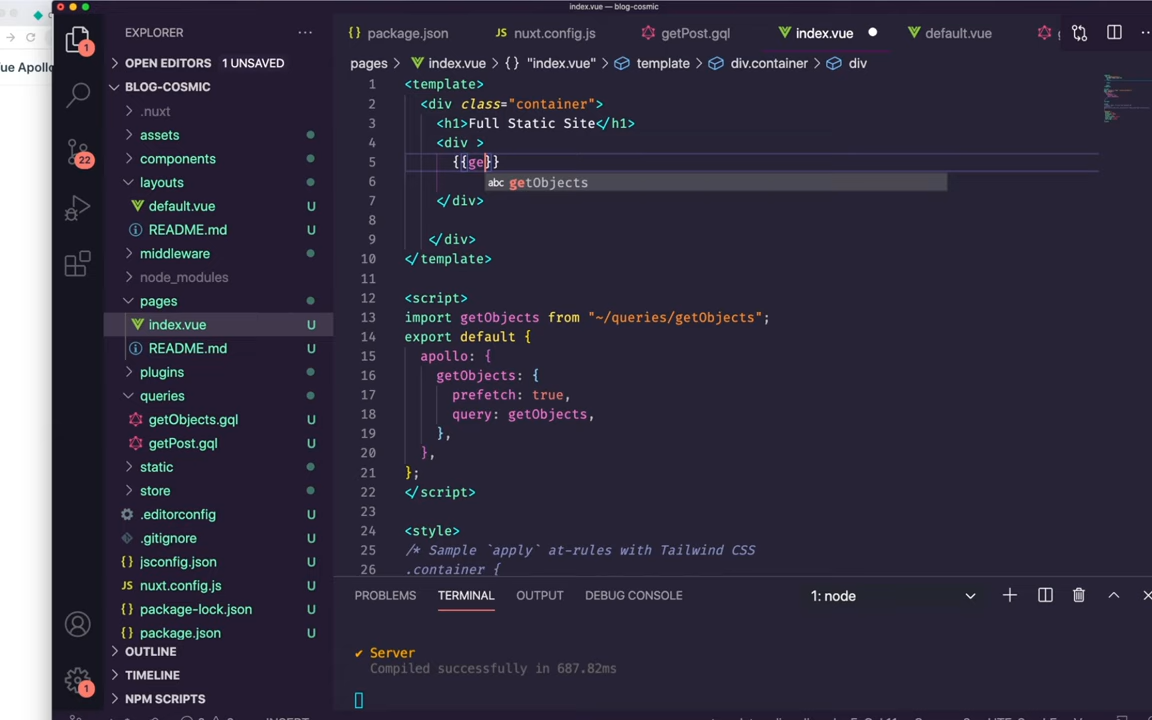 index.vue — blog-cosmic
ue Apollo
EXPLORER
OPEN EDITORS 1 UNSAVED
BLOG-COSMIC
.nuxt
assets
components
layouts
default.vue U
README.md U
middleware
node_modules
pages
index.vue U
README.md U
plugins
queries
getObjects.gql U
getPost.gql U
static
store
.editorconfig U
.gitignore U
jsconfig.json U
nuxt.config.js U
package-lock.json U
package.json U
OUTLINE
TIMELINE
NPM SCRIPTS
1
22
1
package.json nuxt.config.js getPost.gql index.vue default.vue
pages > index.vue > {} "index.vue" > template > div.container > div
1 <template>
2 <div class="container">
3 <h1>Full Static Site</h1>
4 <div >
5 {{ge}}
abc getObjects
6
7 </div>
8
9 </div>
10 </template>
11
12 <script>
13 import getObjects from "~/queries/getObjects";
14 export default {
15 apollo: {
16 getObjects: {
17 prefetch: true,
18 query: getObjects,
19 },
20 },
21 };
22 </script>
23
24 <style>
25 /* Sample `apply` at-rules with Tailwind CSS
26 .container {
PROBLEMS TERMINAL OUTPUT DEBUG CONSOLE 1: node
✔ Server
Compiled successfully in 687.82ms